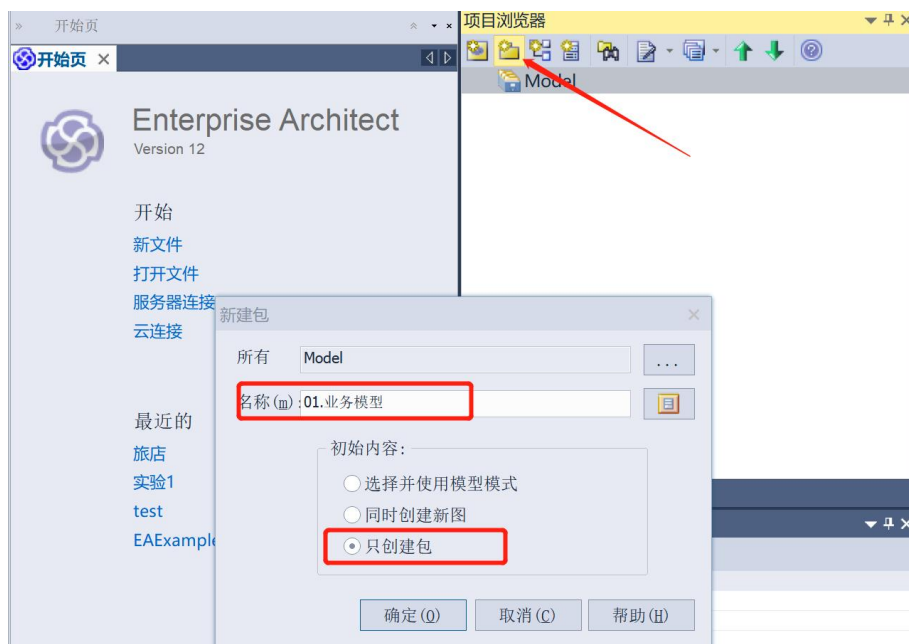 开始页
项目浏览器
开始页
Model
Enterprise Architect
Version 12
开始
新文件
打开文件
服务器连接
云连接
最近的
旅店
实验1
test
EAExample
新建包
所有 Model ...
名称(m): 01.业务模型
初始内容:
选择并使用模型模式
同时创建新图
只创建包
确定(O) 取消(C) 帮助(H)